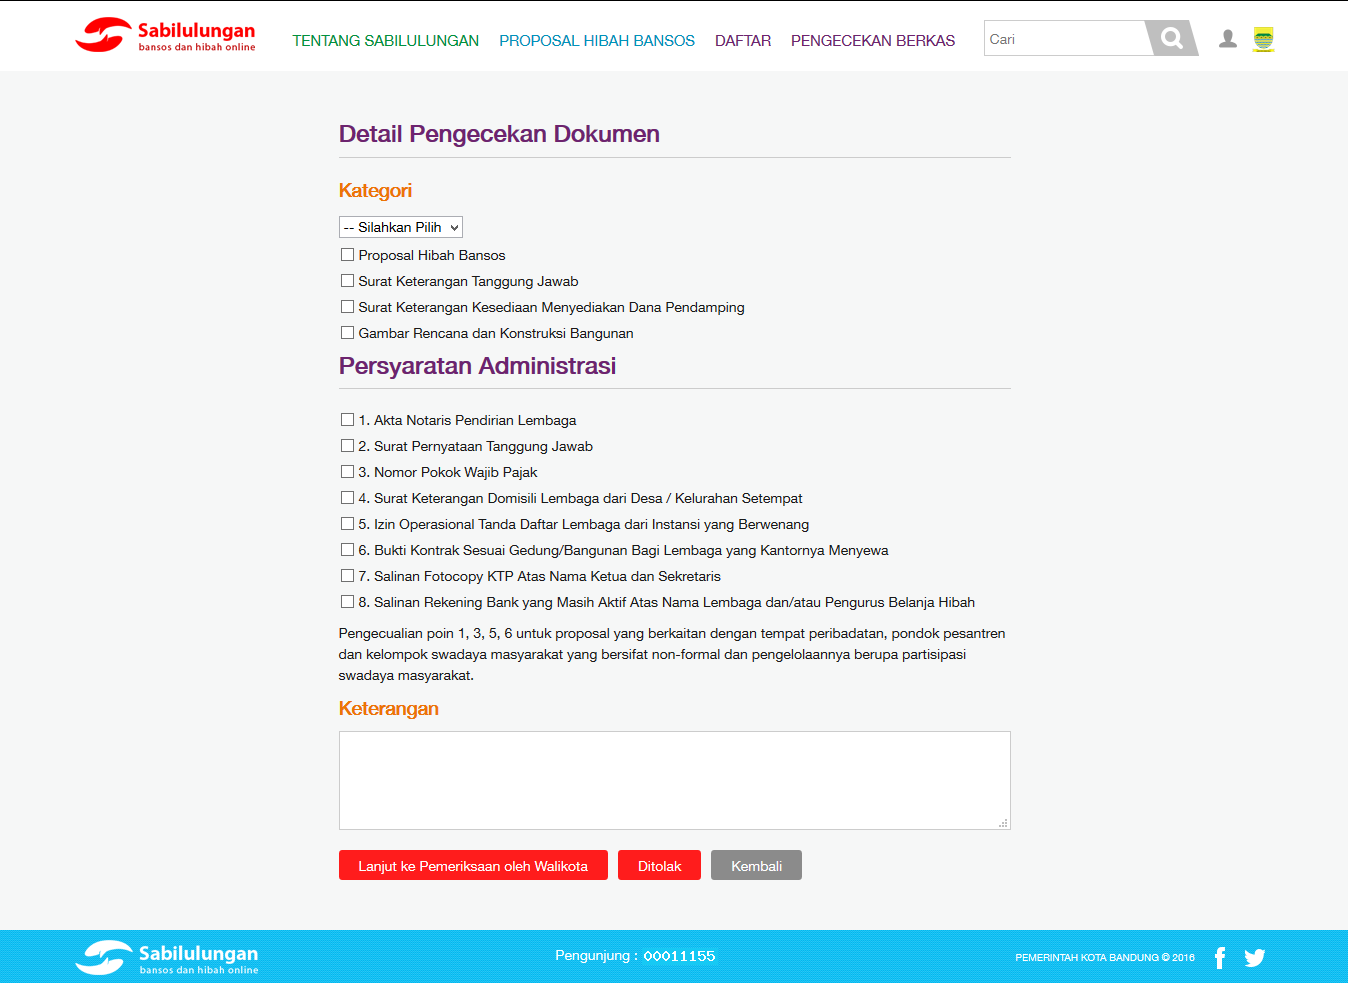 Sabilulungan
bansos dan hibah online
TENTANG SABILULUNGAN PROPOSAL HIBAH BANSOS DAFTAR PENGECEKAN BERKAS
Cari
Detail Pengecekan Dokumen
Kategori
-- Silahkan Pilih
Proposal Hibah Bansos
Surat Keterangan Tanggung Jawab
Surat Keterangan Kesediaan Menyediakan Dana Pendamping
Gambar Rencana dan Konstruksi Bangunan
Persyaratan Administrasi
1. Akta Notaris Pendirian Lembaga
2. Surat Pernyataan Tanggung Jawab
3. Nomor Pokok Wajib Pajak
4. Surat Keterangan Domisili Lembaga dari Desa / Kelurahan Setempat
5. Izin Operasional Tanda Daftar Lembaga dari Instansi yang Berwenang
6. Bukti Kontrak Sesuai Gedung/Bangunan Bagi Lembaga yang Kantornya Menyewa
7. Salinan Fotocopy KTP Atas Nama Ketua dan Sekretaris
8. Salinan Rekening Bank yang Masih Aktif Atas Nama Lembaga dan/atau Pengurus Belanja Hibah
Pengecualian poin 1, 3, 5, 6 untuk proposal yang berkaitan dengan tempat peribadatan, pondok pesantren
dan kelompok swadaya masyarakat yang bersifat non-formal dan pengelolaannya berupa partisipasi
swadaya masyarakat.
Keterangan
Lanjut ke Pemeriksaan oleh Walikota Ditolak Kembali
Sabilulungan
bansos dan hibah online
Pengunjung : 00011155
PEMERINTAH KOTA BANDUNG © 2016